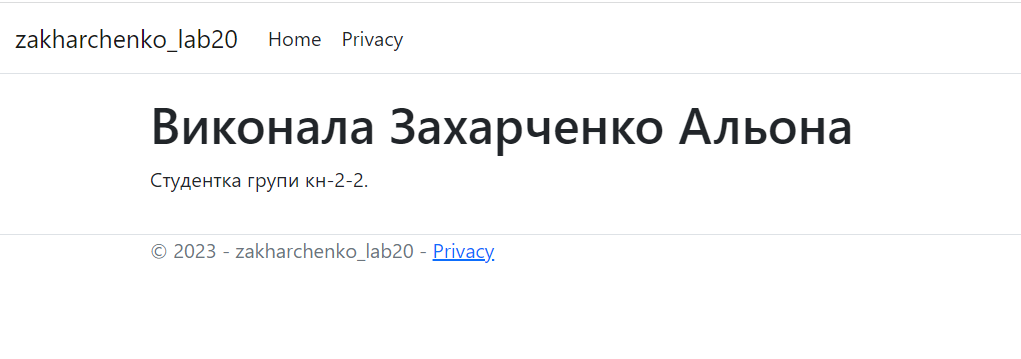 zakharchenko_lab20 Home Privacy
Виконала Захарченко Альона
Студентка групи кн-2-2.
© 2023 - zakharchenko_lab20 - Privacy